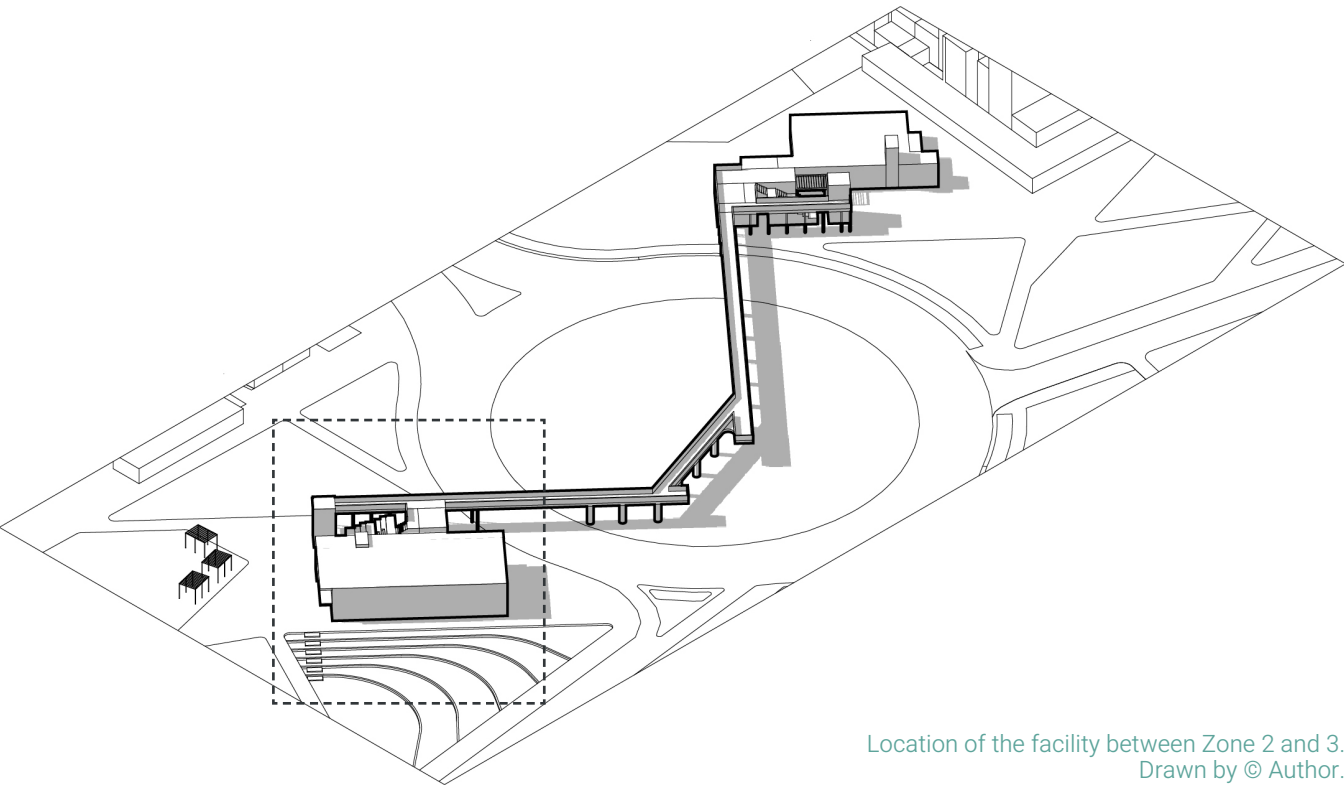 Location of the facility between Zone 2 and 3.
Drawn by © Author.